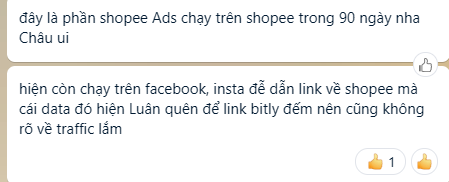 đây là phần shopee Ads chạy trên shopee trong 90 ngày nha
Châu ui
hiện còn chạy trên facebook, insta để dẫn link về shopee mà
cái data đó hiện Luân quên để link bitly đếm nên cũng không
rõ về traffic lắm
1